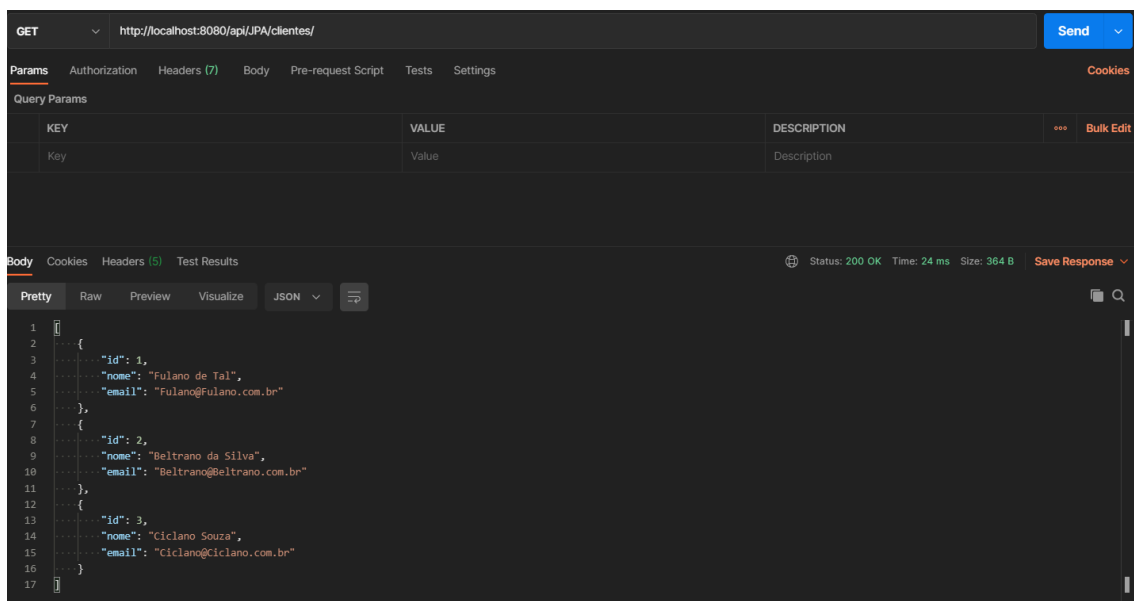 GET http://localhost:8080/api/JPA/clientes/ Send
Params Authorization Headers (7) Body Pre-request Script Tests Settings Cookies
Query Params
KEY VALUE DESCRIPTION ooo Bulk Edit
Key Value Description
Body Cookies Headers (5) Test Results Status: 200 OK Time: 24 ms Size: 364 B Save Response
Pretty Raw Preview Visualize JSON
1 [
2 {
3 "id": 1,
4 "nome": "Fulano de Tal",
5 "email": "Fulano@Fulano.com.br"
6 },
7 {
8 "id": 2,
9 "nome": "Beltrano da Silva",
10 "email": "Beltrano@Beltrano.com.br"
11 },
12 {
13 "id": 3,
14 "nome": "Ciclano Souza",
15 "email": "Ciclano@Ciclano.com.br"
16 }
17 ]